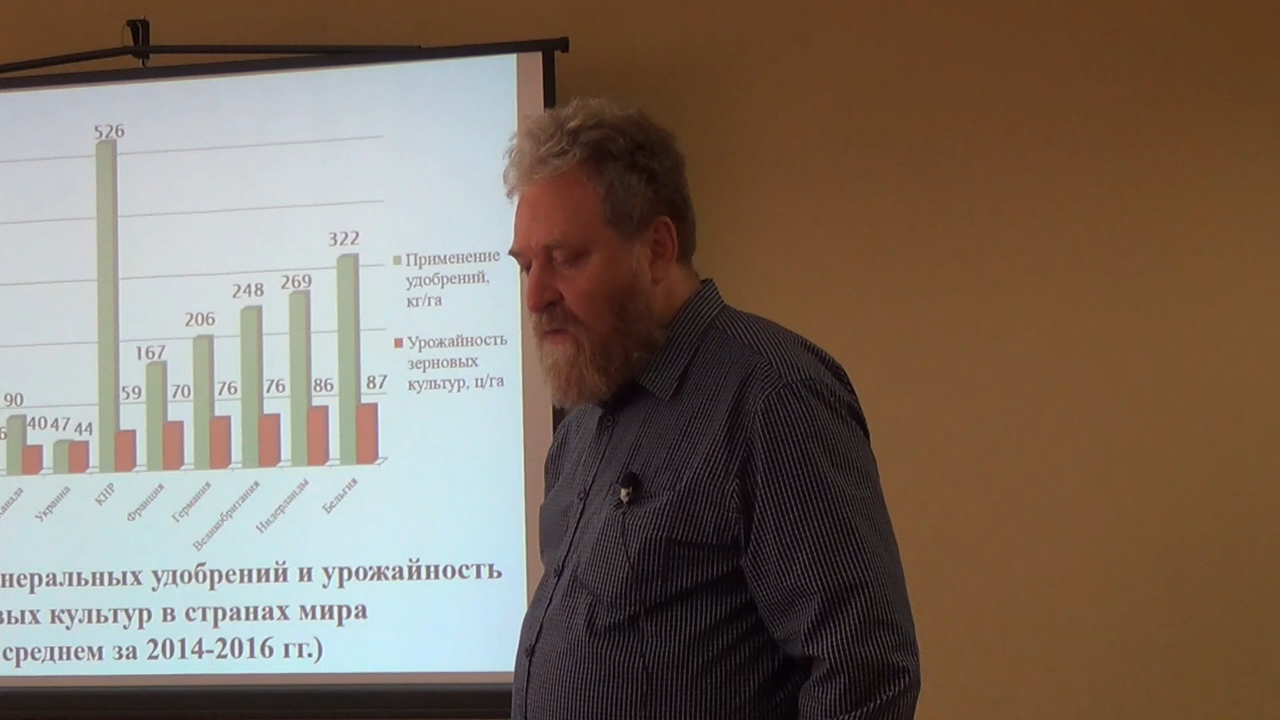 526
322
269
248
206
167
90
87
86
76
76
70
59
40
47
44
Применение
удобрений,
кг/га
Урожайность
зерновых
культур, ц/га
Украина
КНР
Франция
Германия
Великобритания
Нидерланды
Бельгия
неральных удобрений и урожайность
вых культур в странах мира
среднем за 2014-2016 гг.)